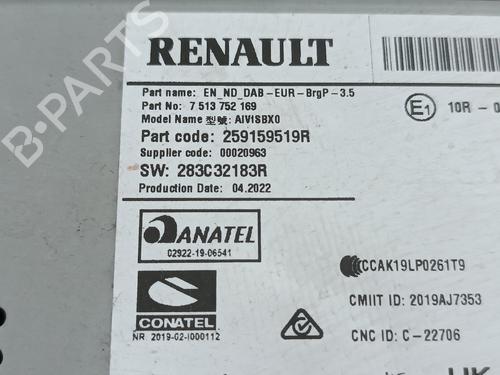 RENAULT
Part name: EN_ND_DAB-EUR-BrgP-3.5
Part no: 7 513 752 169
Model Name 型號: AIVISBX0
Part code: 259159519R
Supplier code: 00020963
SW: 283C32183R
Production Date: 04.2022
E1 10R - 0
ANATEL
02922-19-06541
CCAK19LP0261T9
CMIIT ID: 2019AJ7353
CONATEL
NR: 2019-02-I000112
CNC ID: C-22706
B-PARTS